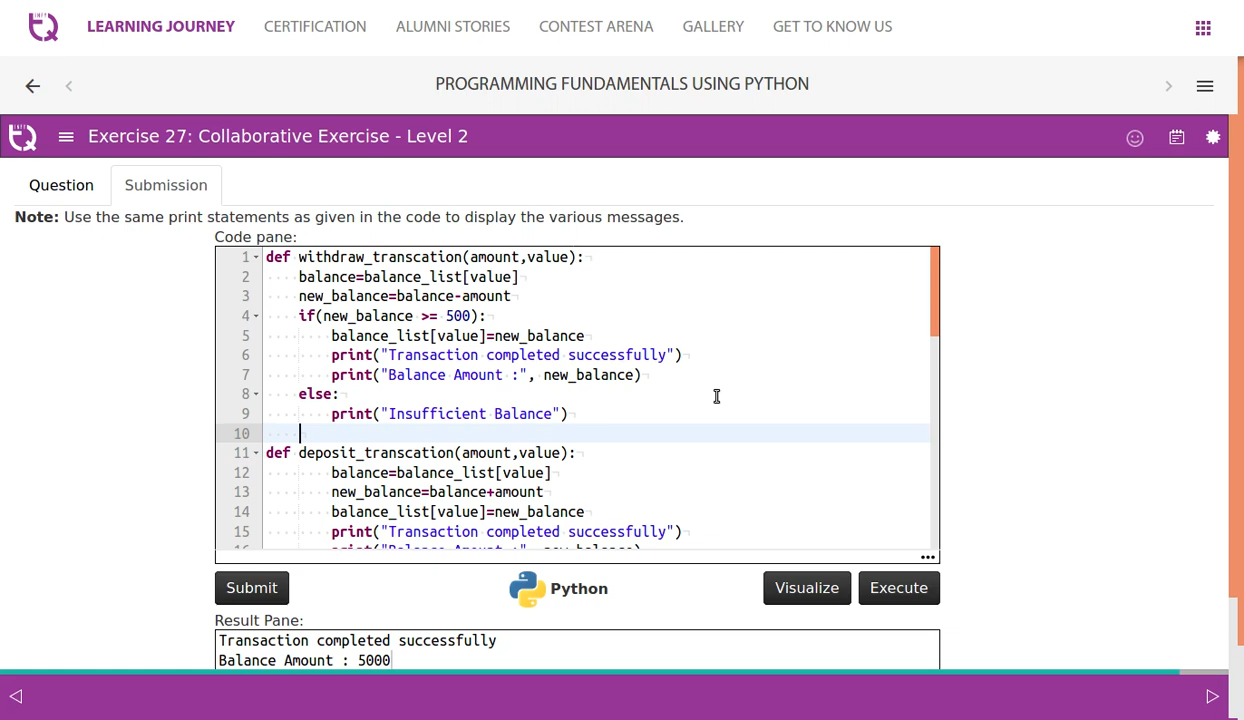 LEARNING JOURNEY CERTIFICATION ALUMNI STORIES CONTEST ARENA GALLERY GET TO KNOW US
PROGRAMMING FUNDAMENTALS USING PYTHON
Exercise 27: Collaborative Exercise - Level 2
Question Submission
Note: Use the same print statements as given in the code to display the various messages.
Code pane:
1 def withdraw_transcation(amount,value):
2 balance=balance_list[value]
3 new_balance=balance-amount
4 if(new_balance >= 500):
5 balance_list[value]=new_balance
6 print("Transaction completed successfully")
7 print("Balance Amount :", new_balance)
8 else:
9 print("Insufficient Balance")
10
11 def deposit_transcation(amount,value):
12 balance=balance_list[value]
13 new_balance=balance+amount
14 balance_list[value]=new_balance
15 print("Transaction completed successfully")
Submit Python Visualize Execute
Result Pane:
Transaction completed successfully
Balance Amount : 5000